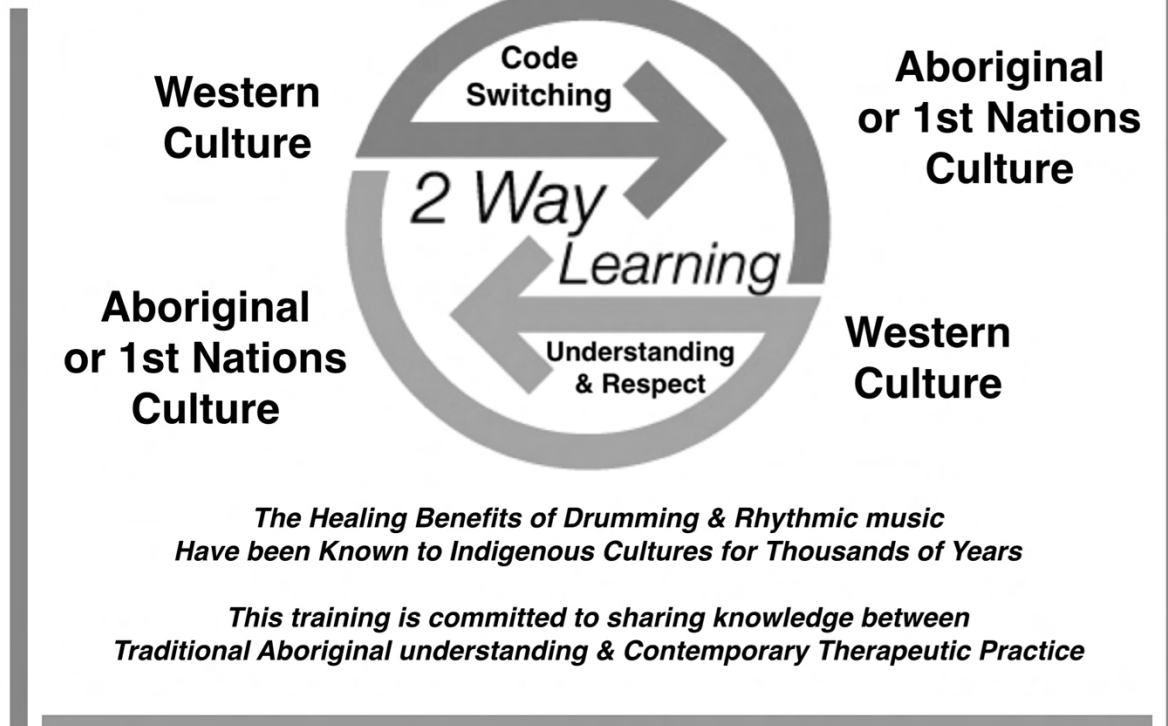 Western
Culture
Code
Switching
Aboriginal
or 1st Nations
Culture
2 Way
Learning
Aboriginal
or 1st Nations
Culture
Understanding
& Respect
Western
Culture
The Healing Benefits of Drumming & Rhythmic music
Have been Known to Indigenous Cultures for Thousands of Years
This training is committed to sharing knowledge between
Traditional Aboriginal understanding & Contemporary Therapeutic Practice